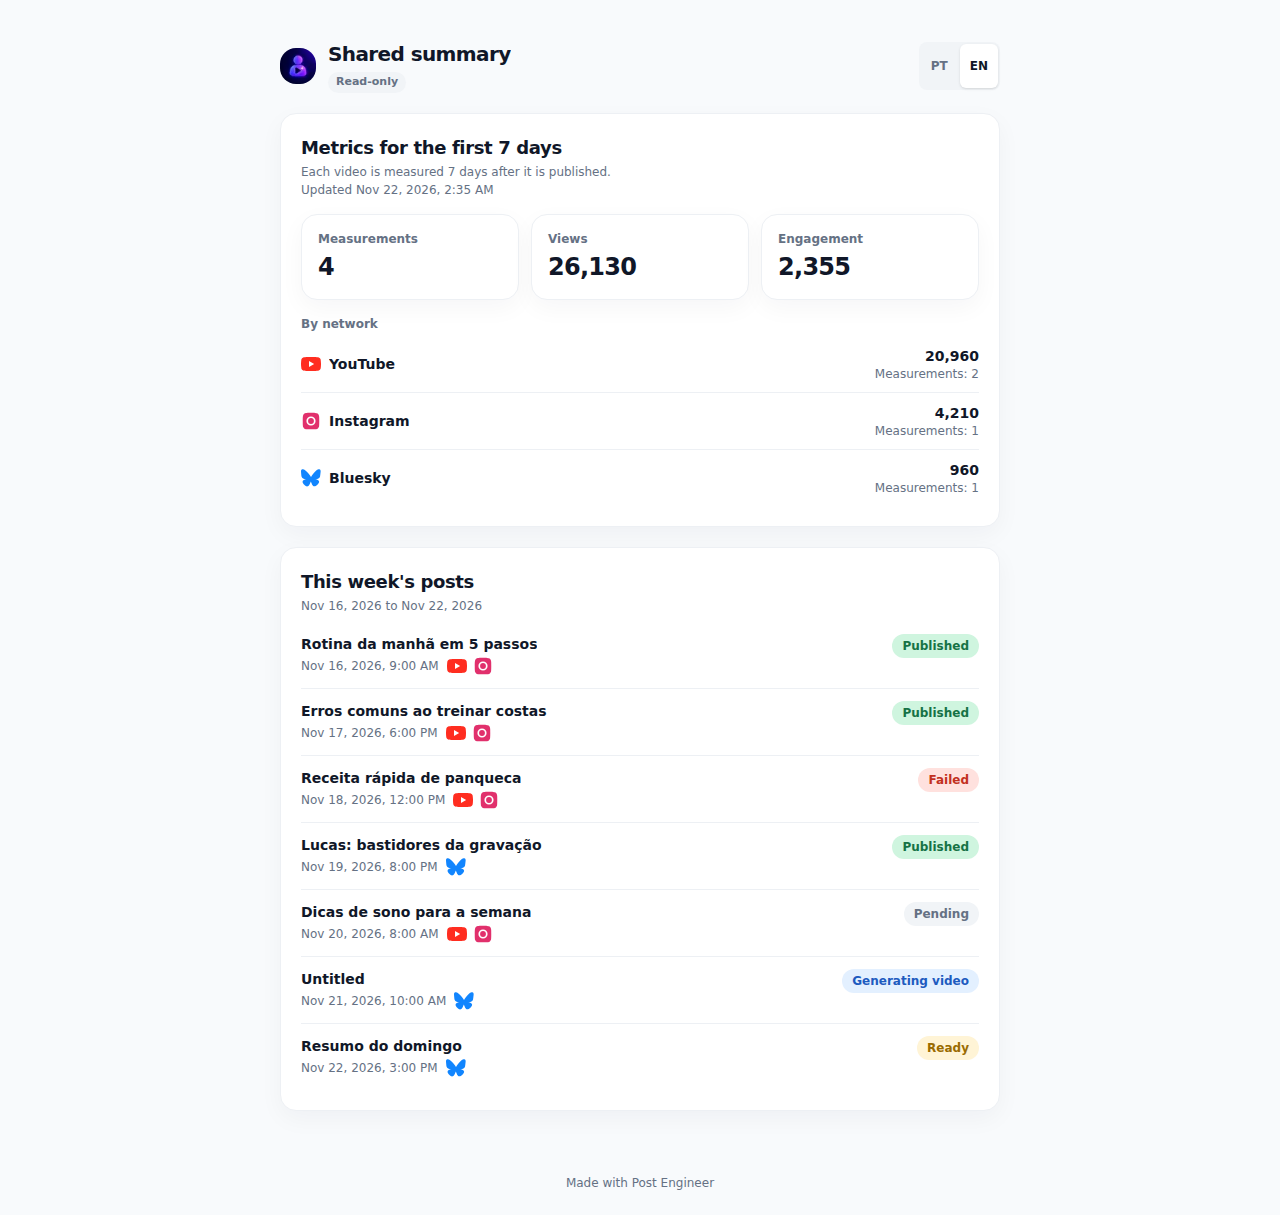 Shared summary
Read-only
PT EN
Metrics for the first 7 days
Each video is measured 7 days after it is published.
Updated Nov 22, 2026, 2:35 AM
Measurements Views Engagement
4 26,130 2,355
By network
YouTube 20,960
Measurements: 2
Instagram 4,210
Measurements: 1
Bluesky 960
Measurements: 1
This week's posts
Nov 16, 2026 to Nov 22, 2026
Rotina da manhã em 5 passos Published
Nov 16, 2026, 9:00 AM
Erros comuns ao treinar costas Published
Nov 17, 2026, 6:00 PM
Receita rápida de panqueca Failed
Nov 18, 2026, 12:00 PM
Lucas: bastidores da gravação Published
Nov 19, 2026, 8:00 PM
Dicas de sono para a semana Pending
Nov 20, 2026, 8:00 AM
Untitled Generating video
Nov 21, 2026, 10:00 AM
Resumo do domingo Ready
Nov 22, 2026, 3:00 PM
Made with Post Engineer